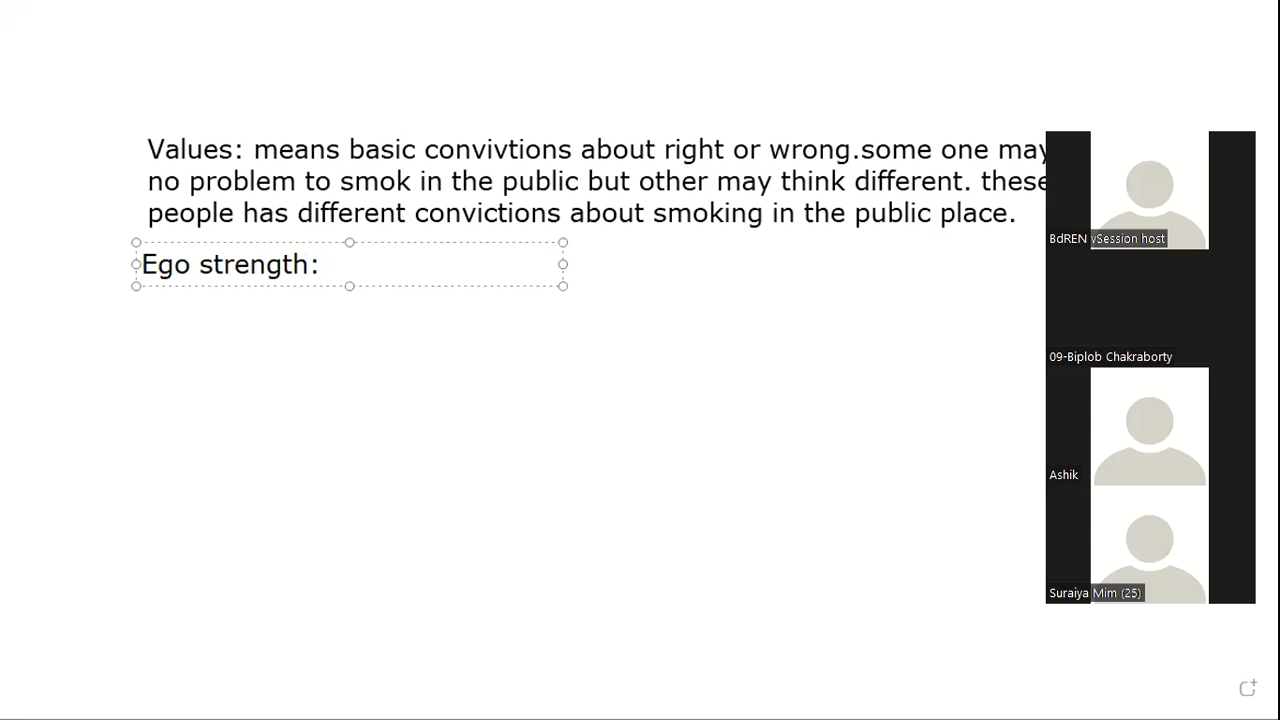 Values: means basic convivtions about right or wrong.some one may
no problem to smok in the public but other may think different. these
people has different convictions about smoking in the public place.
Ego strength:
BdREN ySession host
09-Biplob Chakraborty
Ashik
Suraiya Mim (25)